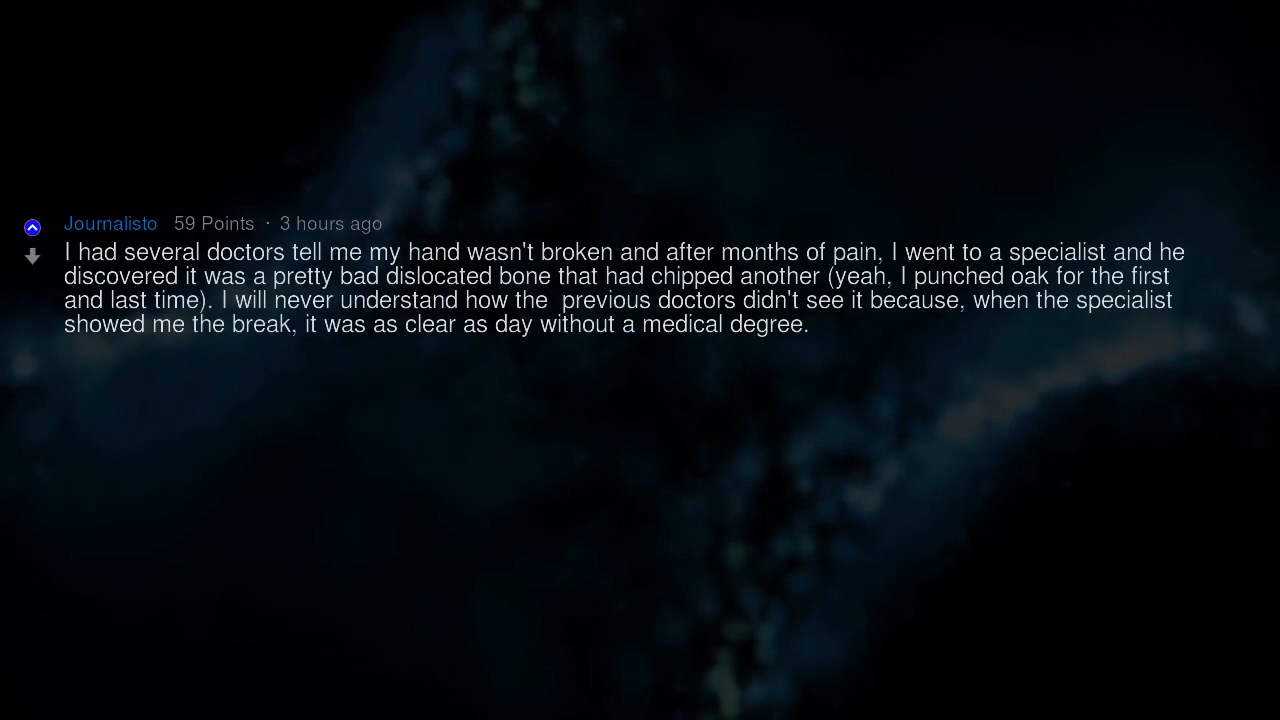 Journalisto 59 Points · 3 hours ago
I had several doctors tell me my hand wasn't broken and after months of pain, I went to a specialist and he
discovered it was a pretty bad dislocated bone that had chipped another (yeah, I punched oak for the first
and last time). I will never understand how the  previous doctors didn't see it because, when the specialist
showed me the break, it was as clear as day without a medical degree.